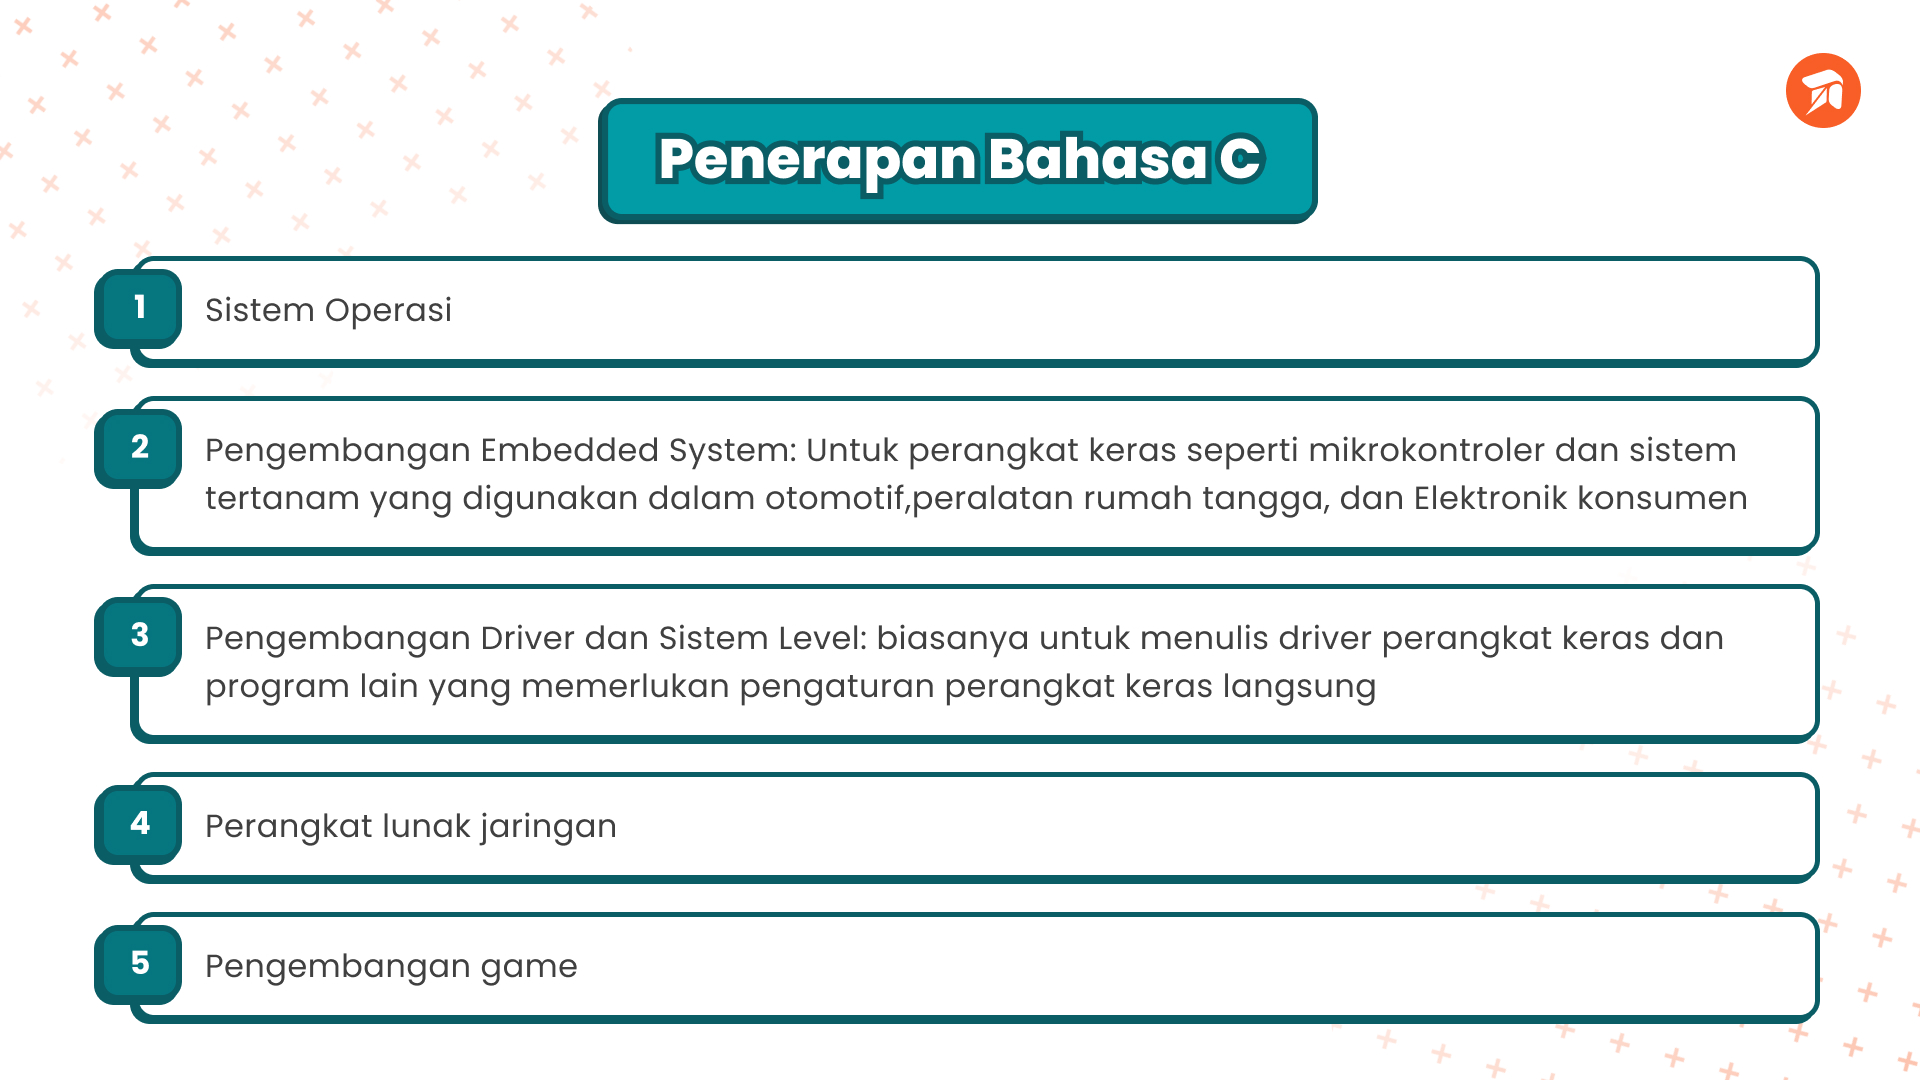 Penerapan Bahasa C
1
Sistem Operasi
2
Pengembangan Embedded System: Untuk perangkat keras seperti mikrokontroler dan sistem
tertanam yang digunakan dalam otomotif,peralatan rumah tangga, dan Elektronik konsumen
3
Pengembangan Driver dan Sistem Level: biasanya untuk menulis driver perangkat keras dan
program lain yang memerlukan pengaturan perangkat keras langsung
4
Perangkat lunak jaringan
5
Pengembangan game